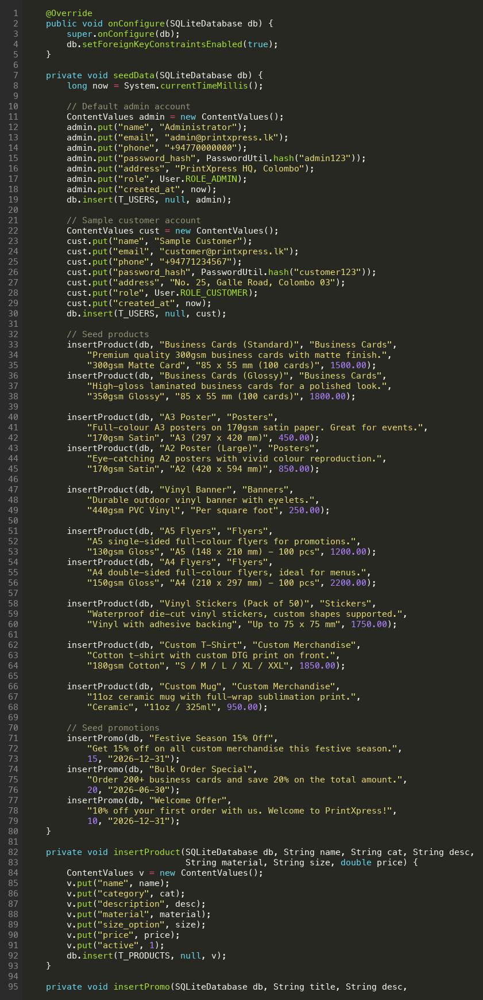 1 @Override
2 public void onConfigure(SQLiteDatabase db) {
3 super.onConfigure(db);
4 db.setForeignKeyConstraintsEnabled(true);
5 }
6
7 private void seedData(SQLiteDatabase db) {
8 long now = System.currentTimeMillis();
9
10 // Default admin account
11 ContentValues admin = new ContentValues();
12 admin.put("name", "Administrator");
13 admin.put("email", "admin@printxpress.lk");
14 admin.put("phone", "+94770000000");
15 admin.put("password_hash", PasswordUtil.hash("admin123"));
16 admin.put("address", "PrintXpress HQ, Colombo");
17 admin.put("role", User.ROLE_ADMIN);
18 admin.put("created_at", now);
19 db.insert(T_USERS, null, admin);
20
21 // Sample customer account
22 ContentValues cust = new ContentValues();
23 cust.put("name", "Sample Customer");
24 cust.put("email", "customer@printxpress.lk");
25 cust.put("phone", "+94771234567");
26 cust.put("password_hash", PasswordUtil.hash("customer123"));
27 cust.put("address", "No. 25, Galle Road, Colombo 03");
28 cust.put("role", User.ROLE_CUSTOMER);
29 cust.put("created_at", now);
30 db.insert(T_USERS, null, cust);
31
32 // Seed products
33 insertProduct(db, "Business Cards (Standard)", "Business Cards",
34 "Premium quality 300gsm business cards with matte finish.",
35 "300gsm Matte Card", "85 x 55 mm (100 cards)", 1500.00);
36 insertProduct(db, "Business Cards (Glossy)", "Business Cards",
37 "High-gloss laminated business cards for a polished look.",
38 "350gsm Glossy", "85 x 55 mm (100 cards)", 1800.00);
39
40 insertProduct(db, "A3 Poster", "Posters",
41 "Full-colour A3 posters on 170gsm satin paper. Great for events.",
42 "170gsm Satin", "A3 (297 x 420 mm)", 450.00);
43 insertProduct(db, "A2 Poster (Large)", "Posters",
44 "Eye-catching A2 posters with vivid colour reproduction.",
45 "170gsm Satin", "A2 (420 x 594 mm)", 850.00);
46
47 insertProduct(db, "Vinyl Banner", "Banners",
48 "Durable outdoor vinyl banner with eyelets.",
49 "440gsm PVC Vinyl", "Per square foot", 250.00);
50
51 insertProduct(db, "A5 Flyers", "Flyers",
52 "A5 single-sided full-colour flyers for promotions.",
53 "130gsm Gloss", "A5 (148 x 210 mm) - 100 pcs", 1200.00);
54 insertProduct(db, "A4 Flyers", "Flyers",
55 "A4 double-sided full-colour flyers, ideal for menus.",
56 "150gsm Gloss", "A4 (210 x 297 mm) - 100 pcs", 2200.00);
57
58 insertProduct(db, "Vinyl Stickers (Pack of 50)", "Stickers",
59 "Waterproof die-cut vinyl stickers, custom shapes supported.",
60 "Vinyl with adhesive backing", "Up to 75 x 75 mm", 1750.00);
61
62 insertProduct(db, "Custom T-Shirt", "Custom Merchandise",
63 "Cotton t-shirt with custom DTG print on front.",
64 "180gsm Cotton", "S / M / L / XL / XXL", 1850.00);
65
66 insertProduct(db, "Custom Mug", "Custom Merchandise",
67 "11oz ceramic mug with full-wrap sublimation print.",
68 "Ceramic", "11oz / 325ml", 950.00);
69
70 // Seed promotions
71 insertPromo(db, "Festive Season 15% Off",
72 "Get 15% off on all custom merchandise this festive season.",
73 15, "2026-12-31");
74 insertPromo(db, "Bulk Order Special",
75 "Order 200+ business cards and save 20% on the total amount.",
76 20, "2026-06-30");
77 insertPromo(db, "Welcome Offer",
78 "10% off your first order with us. Welcome to PrintXpress!",
79 10, "2026-12-31");
80 }
81
82 private void insertProduct(SQLiteDatabase db, String name, String cat, String desc,
83 String material, String size, double price) {
84 ContentValues v = new ContentValues();
85 v.put("name", name);
86 v.put("category", cat);
87 v.put("description", desc);
88 v.put("material", material);
89 v.put("size_option", size);
90 v.put("price", price);
91 v.put("active", 1);
92 db.insert(T_PRODUCTS, null, v);
93 }
94
95 private void insertPromo(SQLiteDatabase db, String title, String desc,